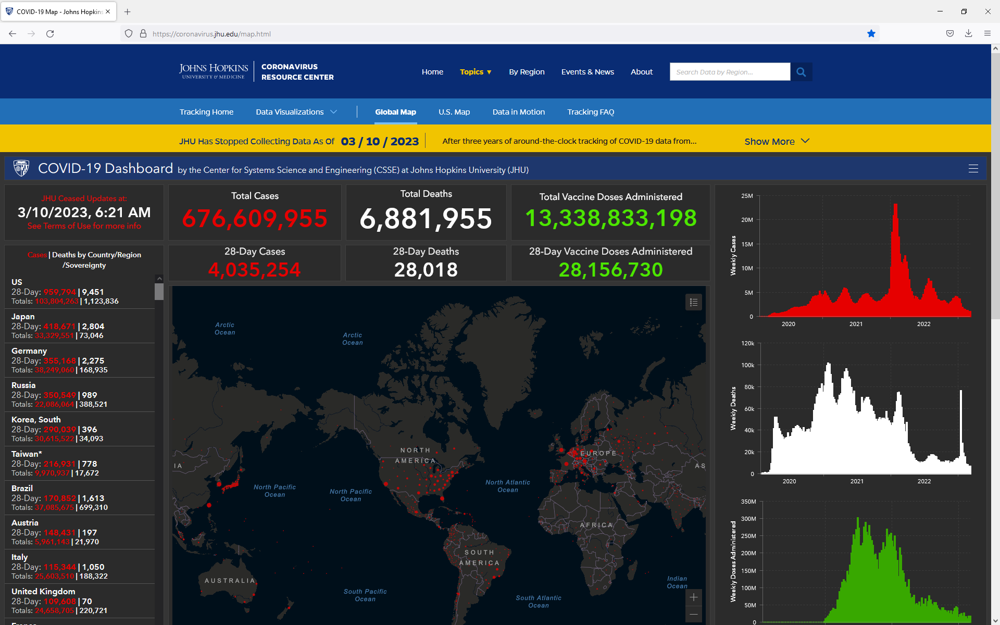 COVID-19 Map - Johns Hopkins
https://coronavirus.jhu.edu/map.html
JOHNS HOPKINS
UNIVERSITY & MEDICINE
CORONAVIRUS
RESOURCE CENTER
Home
Topics
By Region
Events & News
About
Search Data by Region...
Tracking Home
Data Visualizations
Global Map
U.S. Map
Data in Motion
Tracking FAQ
JHU Has Stopped Collecting Data As Of 03 / 10 / 2023
After three years of around-the-clock tracking of COVID-19 data from...
Show More
COVID-19 Dashboard by the Center for Systems Science and Engineering (CSSE) at Johns Hopkins University (JHU)
JHU Ceased Updates at:
3/10/2023, 6:21 AM
See Terms of Use for more info
Total Cases
676,609,955
Total Deaths
6,881,955
Total Vaccine Doses Administered
13,338,833,198
28-Day Cases
4,035,254
28-Day Deaths
28,018
28-Day Vaccine Doses Administered
28,156,730
Cases | Deaths by Country/Region
/Sovereignty
US
28-Day: 959,794 | 9,451
Totals: 103,804,263 | 1,123,836
Japan
28-Day: 418,671 | 2,804
Totals: 33,329,551 | 73,046
Germany
28-Day: 355,168 | 2,275
Totals: 38,249,060 | 168,935
Russia
28-Day: 350,549 | 989
Totals: 22,086,064 | 388,521
Korea, South
28-Day: 290,039 | 396
Totals: 30,615,522 | 34,093
Taiwan*
28-Day: 216,931 | 778
Totals: 9,970,937 | 17,672
Brazil
28-Day: 170,852 | 1,613
Totals: 37,085,675 | 699,310
Austria
28-Day: 148,431 | 197
Totals: 5,961,143 | 21,970
Italy
28-Day: 115,344 | 1,050
Totals: 25,603,510 | 188,322
United Kingdom
28-Day: 109,608 | 70
Totals: 24,658,705 | 220,721
Arctic
Ocean
Arctic
Ocean
NORTH
AMERICA
EUROPE
IA
AS
North Pacific
Ocean
North Pacific
Ocean
North Atlantic
Ocean
AFRICA
SOUTH
AMERICA
AUSTRALIA
Indian
Ocean
South Pacific
Ocean
South Atlantic
Ocean
Weekly Cases
25M
20M
15M
10M
5M
0
2020
2021
2022
Weekly Deaths
120k
100k
80k
60k
40k
20k
0
2020
2021
2022
Weekly Doses Administered
350M
300M
250M
200M
150M
100M
50M
0